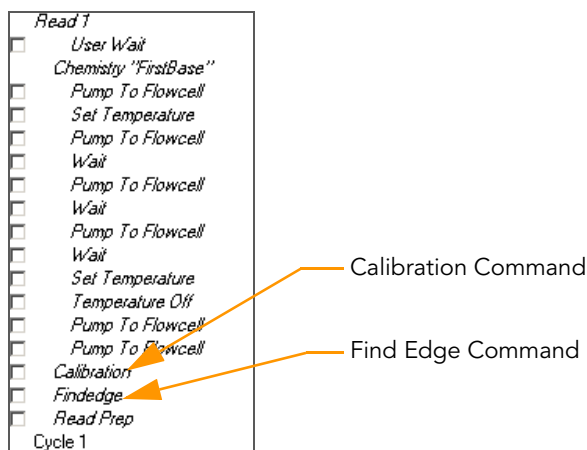 Read 1
User Wait
Chemistry "FirstBase"
Pump To Flowcell
Set Temperature
Pump To Flowcell
Wait
Pump To Flowcell
Wait
Pump To Flowcell
Wait
Set Temperature
Temperature Off
Pump To Flowcell
Pump To Flowcell
Calibration
Findedge
Read Prep
Cycle 1
Calibration Command
Find Edge Command